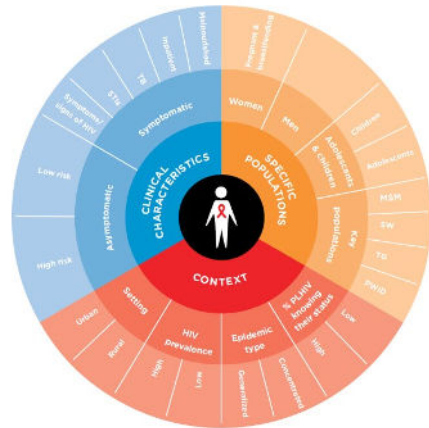 CLINICAL
CHARACTERISTICS
Symptomatic
Malnourished
Inpatient
TB
STIs
Symptoms/
signs of HIV
Asymptomatic
Low risk
High risk
SPECIFIC
POPULATIONS
Women
Pregnant &
breastfeeding
Men
Adolescents
& children
Children
Adolescents
Key
populations
MSM
SW
TG
PWID
CONTEXT
Setting
Urban
Rural
HIV
prevalence
High
Low
Epidemic
type
Generalized
Concentrated
% PLHIV
knowing
their status
High
Low